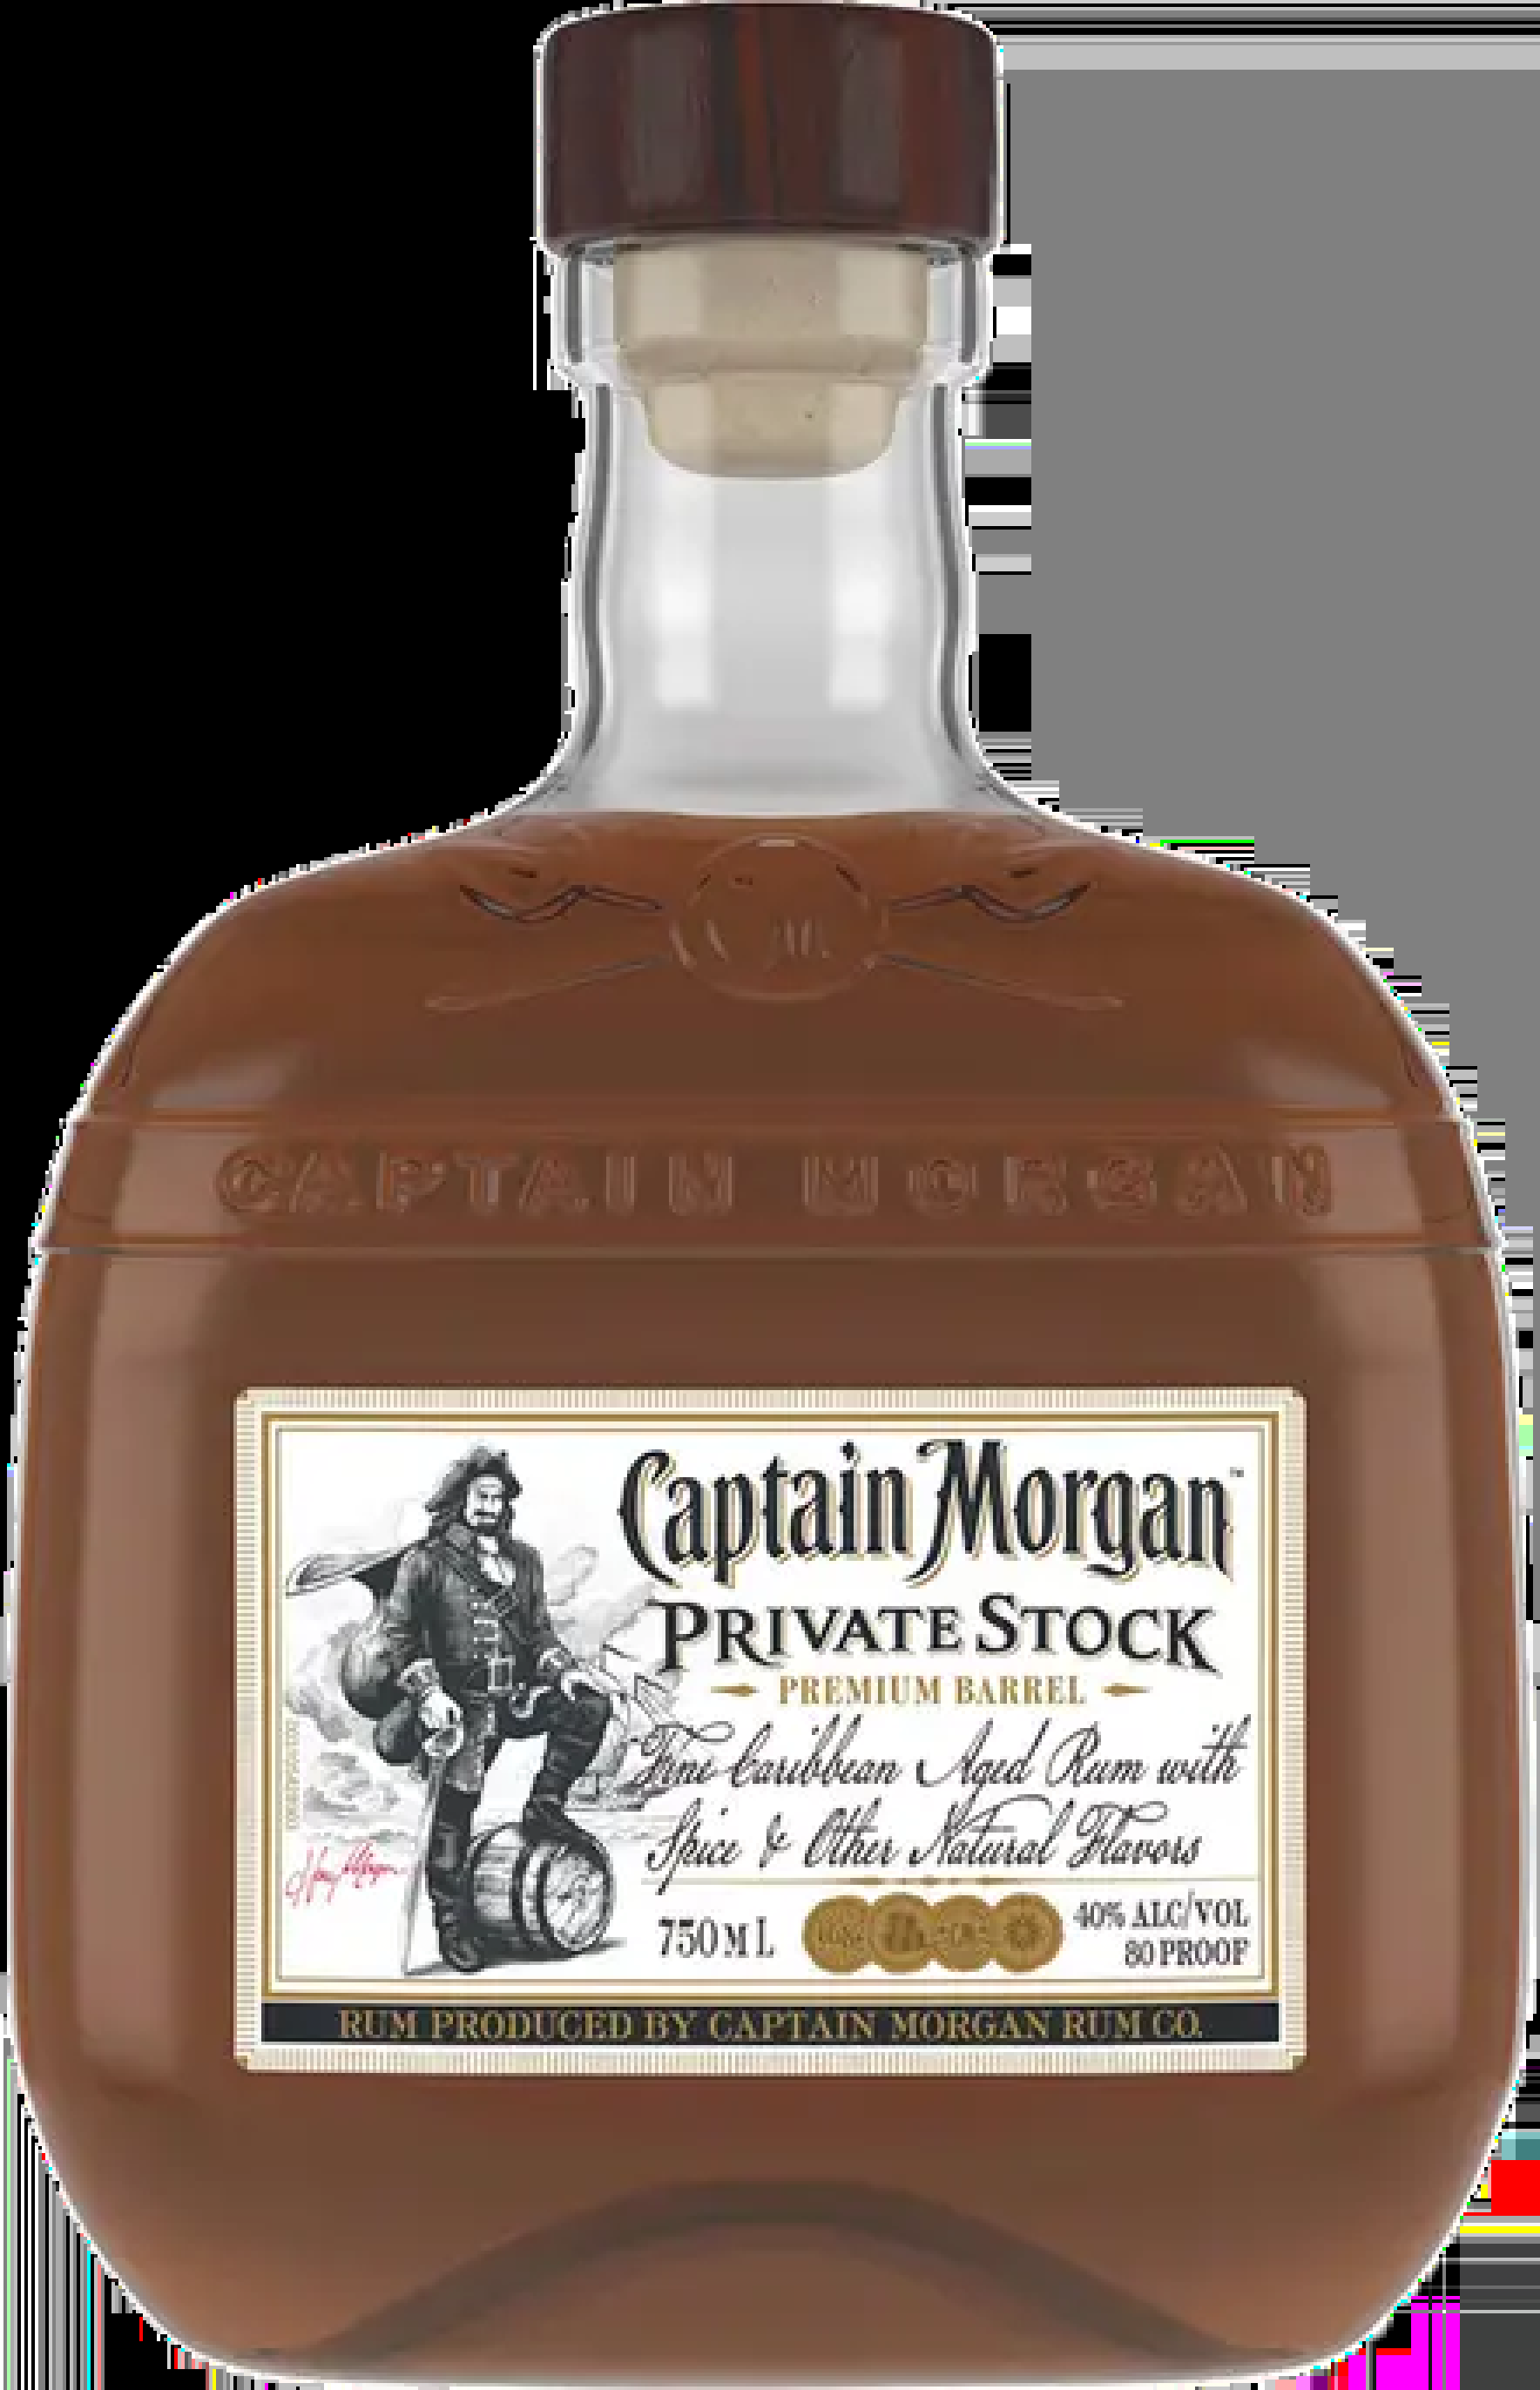 CAPTAIN MORGAN
Captain Morgan™
PRIVATE STOCK
PREMIUM BARREL
Fine Caribbean Aged Rum with
Spice & Other Natural Flavors
750ML
40% ALC/VOL
80 PROOF
RUM PRODUCED BY CAPTAIN MORGAN RUM CO.